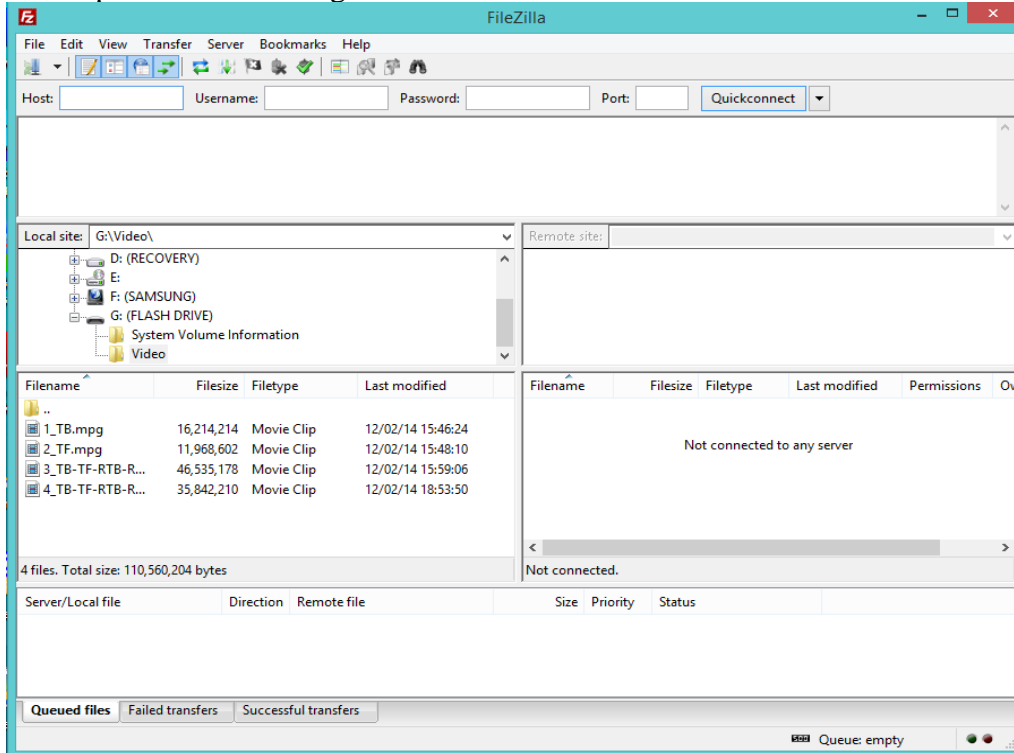 FileZilla
File Edit View Transfer Server Bookmarks Help
Host: Username: Password: Port: Quickconnect
Local site: G:\Video\
Remote site:
D: (RECOVERY)
E:
F: (SAMSUNG)
G: (FLASH DRIVE)
System Volume Information
Video
Filename Filesize Filetype Last modified
..
1_TB.mpg 16,214,214 Movie Clip 12/02/14 15:46:24
2_TF.mpg 11,968,602 Movie Clip 12/02/14 15:48:10
3_TB-TF-RTB-R... 46,535,178 Movie Clip 12/02/14 15:59:06
4_TB-TF-RTB-R... 35,842,210 Movie Clip 12/02/14 18:53:50
4 files. Total size: 110,560,204 bytes
Filename Filesize Filetype Last modified Permissions Ov
Not connected to any server
Not connected.
Server/Local file Direction Remote file Size Priority Status
Queued files Failed transfers Successful transfers
Queue: empty